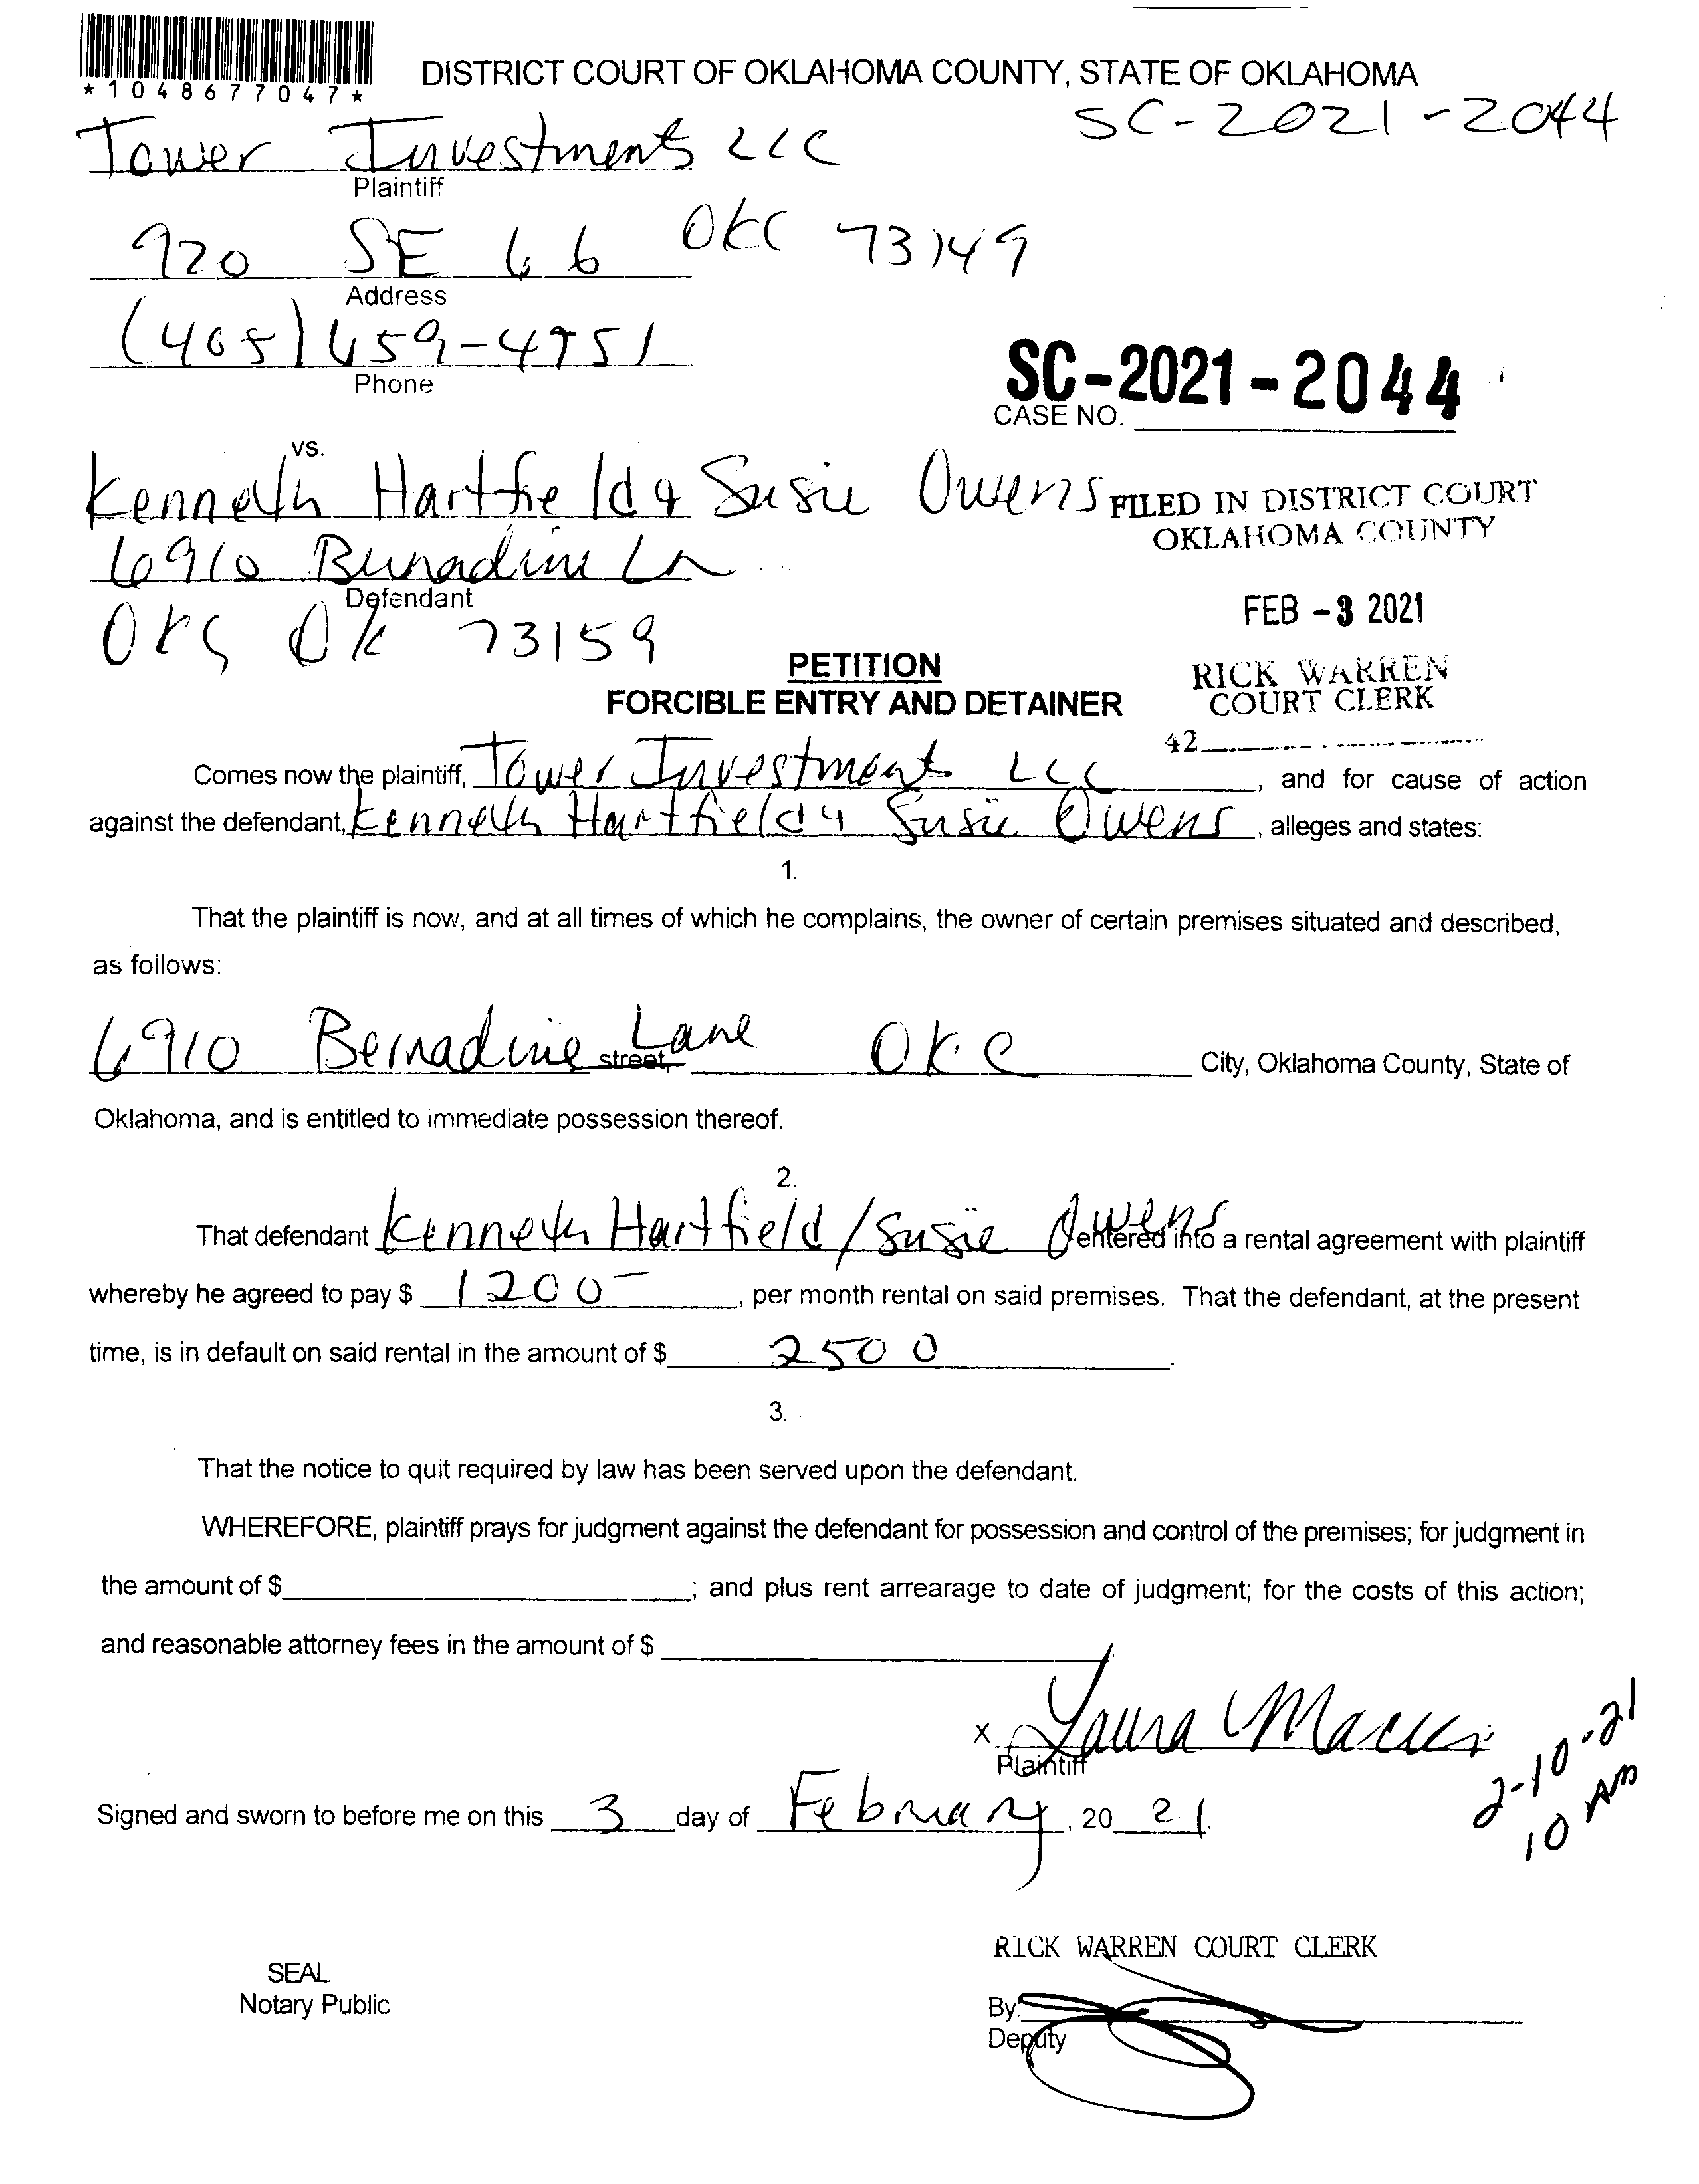 *1048677047*
DISTRICT COURT OF OKLAHOMA COUNTY, STATE OF OKLAHOMA
SC-2021-2044
Tower Investments LLC
Plaintiff
920 SE 66 OKC 73149
Address
(405) 659-4951
Phone
SC-2021-2044
CASE NO.
vs.
Kenneth Hartfield & Susie Owens
FILED IN DISTRICT COURT
OKLAHOMA COUNTY
6910 Bunadine Ln
Defendant
OKC OK 73159
FEB -3 2021
PETITION
FORCIBLE ENTRY AND DETAINER
RICK WARREN
COURT CLERK
42
Comes now the plaintiff, Tower Investment LLC, and for cause of action
against the defendant, Kenneth Hartfield & Susie Owens, alleges and states:
1.
That the plaintiff is now, and at all times of which he complains, the owner of certain premises situated and described,
as follows:
6910 Bernadine Lane street, OKC City, Oklahoma County, State of
Oklahoma, and is entitled to immediate possession thereof.
2.
That defendant Kenneth Hartfield / Susie Owens entered into a rental agreement with plaintiff
whereby he agreed to pay $ 1200-, per month rental on said premises. That the defendant, at the present
time, is in default on said rental in the amount of $ 2500.
3.
That the notice to quit required by law has been served upon the defendant.
WHEREFORE, plaintiff prays for judgment against the defendant for possession and control of the premises; for judgment in
the amount of $; and plus rent arrearage to date of judgment; for the costs of this action;
and reasonable attorney fees in the amount of $
x Laura
Plaintiff
2-10-21
10 AM
Signed and sworn to before me on this 3 day of February, 20 21.
RICK WARREN COURT CLERK
SEAL
Notary Public
By:
Deputy